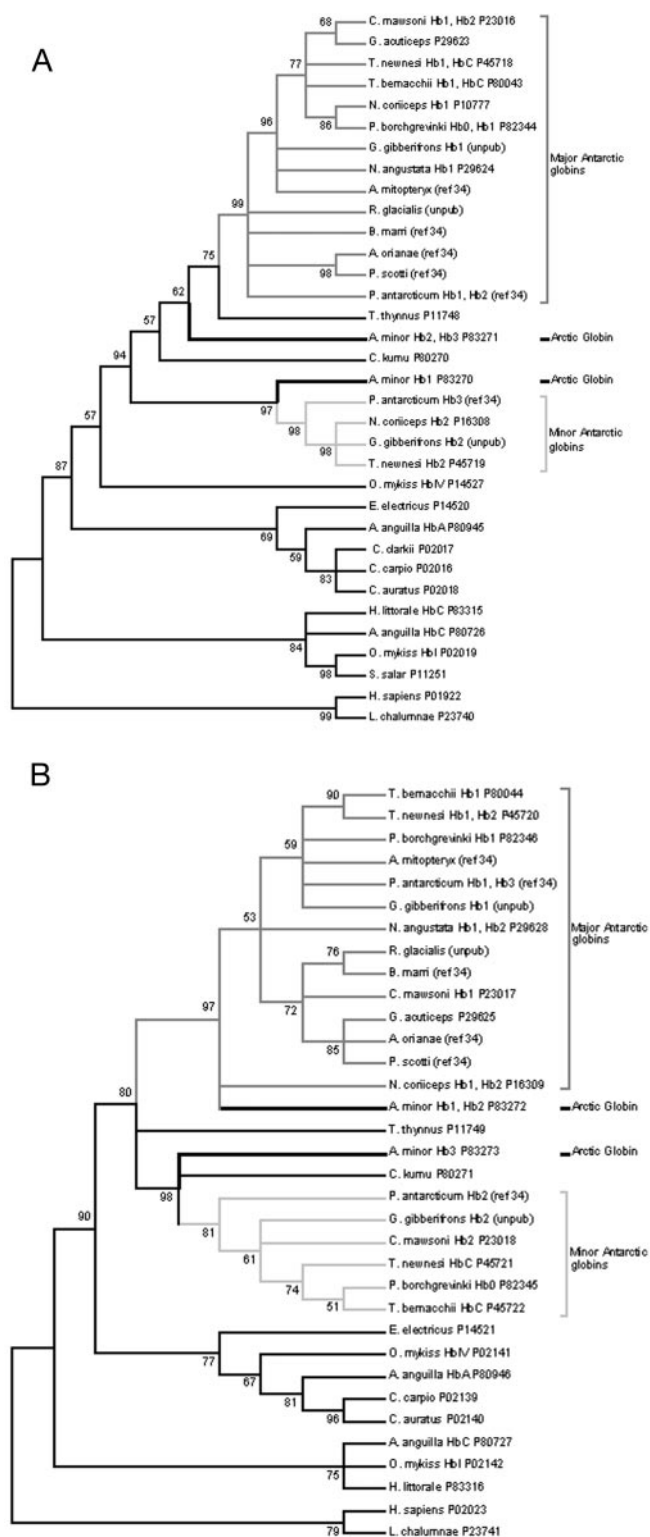 A
68
C. mawsoni Hb1, Hb2 P23016
G. acuticeps P29623
77
T. newnesi Hb1, HbC P45718
T. bernacchii Hb1, HbC P80043
N. coriiceps Hb1 P10777
86
P. borchgrevinki Hb0, Hb1 P82344
96
G. gibberifrons Hb1 (unpub)
Major Antarctic
globins
N. angustata Hb1 P29624
A. mitopteryx (ref 34)
99
R. glacialis (unpub)
B. marri (ref 34)
A. orianae (ref 34)
98
P. scotti (ref 34)
75
P. antarcticum Hb1, Hb2 (ref 34)
62
T. thynnus P11748
57
A. minor Hb2, Hb3 P83271
Arctic Globin
94
C. kumu P80270
A. minor Hb1 P83270
Arctic Globin
97
P. antarcticum Hb3 (ref 34)
57
98
N. coriiceps Hb2 P16308
Minor Antarctic
globins
G. gibberifrons Hb2 (unpub)
98
T. newnesi Hb2 P45719
87
O. mykiss HbIV P14527
E. electricus P14520
69
A. anguilla HbA P80945
59
C. clarkii P02017
C. carpio P02016
83
C. auratus P02018
H. littorale HbC P83315
A. anguilla HbC P80726
84
O. mykiss HbI P02019
98
S. salar P11251
H. sapiens P01922
99
L. chalumnae P23740
B
90
T. bernacchii Hb1 P80044
T. newnesi Hb1, Hb2 P45720
59
P. borchgrevinki Hb1 P82346
A. mitopteryx (ref 34)
P. antarcticum Hb1, Hb3 (ref 34)
G. gibberifrons Hb1 (unpub)
53
N. angustata Hb1, Hb2 P29628
Major Antarctic
globins
76
R. glacialis (unpub)
B. marri (ref 34)
97
72
C. mawsoni Hb1 P23017
G. acuticeps P29625
A. orianae (ref 34)
85
P. scotti (ref 34)
80
N. coriiceps Hb1, Hb2 P16309
A. minor Hb1, Hb2 P83272
Arctic Globin
T. thynnus P11749
A. minor Hb3 P83273
Arctic Globin
C. kumu P80271
98
P. antarcticum Hb2 (ref 34)
90
81
G. gibberifrons Hb2 (unpub)
61
C. mawsoni Hb2 P23018
Minor Antarctic
globins
T. newnesi HbC P45721
74
P. borchgrevinki Hb0 P82345
51
T. bernacchii HbC P45722
E. electricus P14521
77
O. mykiss HbIV P02141
67
A. anguilla HbA P80946
81
C. carpio P02139
96
C. auratus P02140
A. anguilla HbC P80727
O. mykiss HbI P02142
75
H. littorale P83316
H. sapiens P02023
79
L. chalumnae P23741